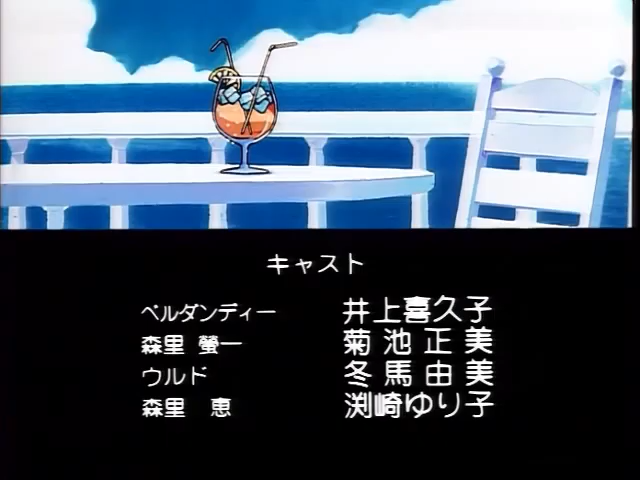 キャスト
ベルダンディー 井上喜久子
森里 螢一 菊池正美
ウルド 冬馬由美
森里 恵 渕崎ゆり子